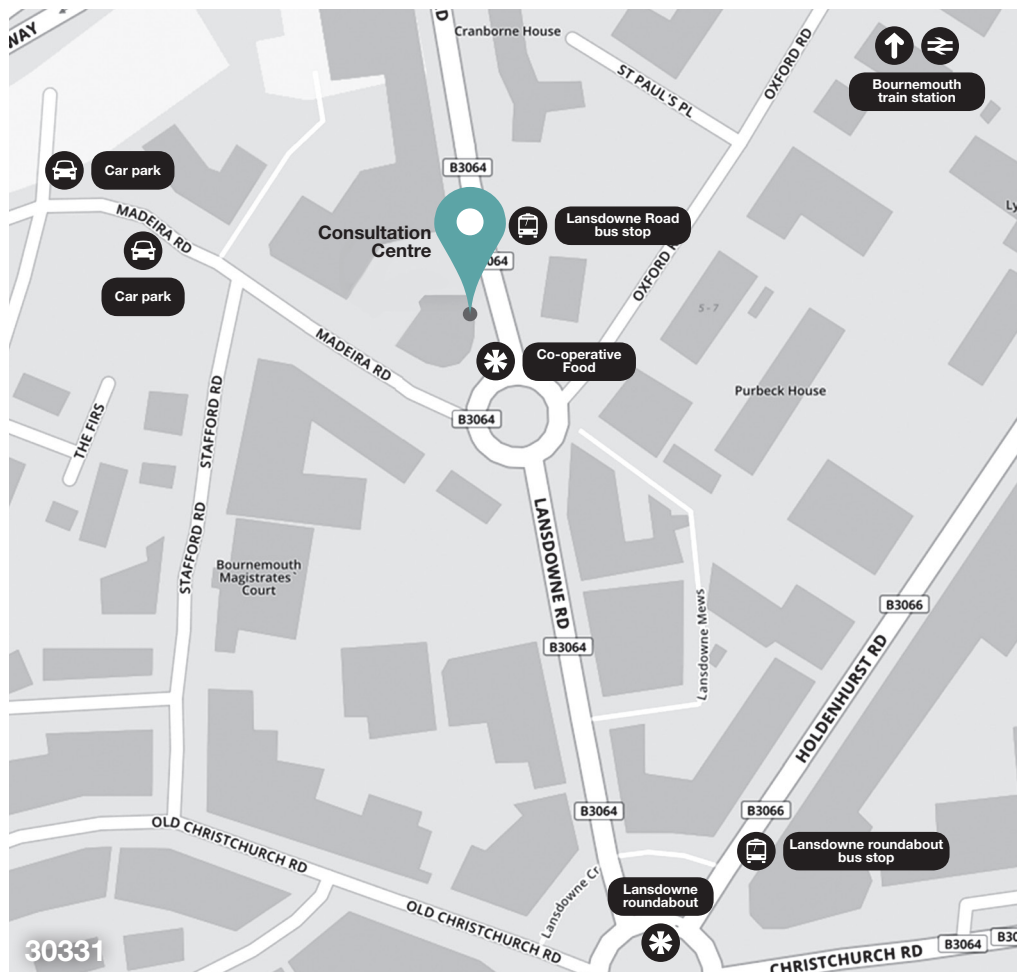 WAY
D
Cranborne House
ST PAUL'S PL
OXFORD RD
Bournemouth
train station
Car park
B3064
MADEIRA RD
Consultation
Centre
Lansdowne Road
bus stop
064
Car park
OXFORD R
5 - 7
Ly
MADEIRA RD
Co-operative
Food
Purbeck House
B3064
THE FIRS
STAFFORD RD
LANSDOWNE RD
STAFFORD RD
Bournemouth
Magistrates'
Court
B3066
Lansdowne Mews
B3064
HOLDENHURST RD
B3064
B3066
OLD CHRISTCHURCH RD
Lansdowne roundabout
bus stop
Lansdowne Cr
Lansdowne
roundabout
OLD CHRISTCHURCH RD
CHRISTCHURCH RD
B3064
B30
30331